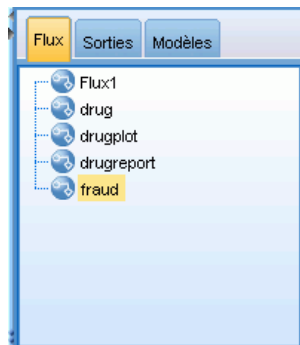 Flux Sorties Modèles
Flux1
drug
drugplot
drugreport
fraud